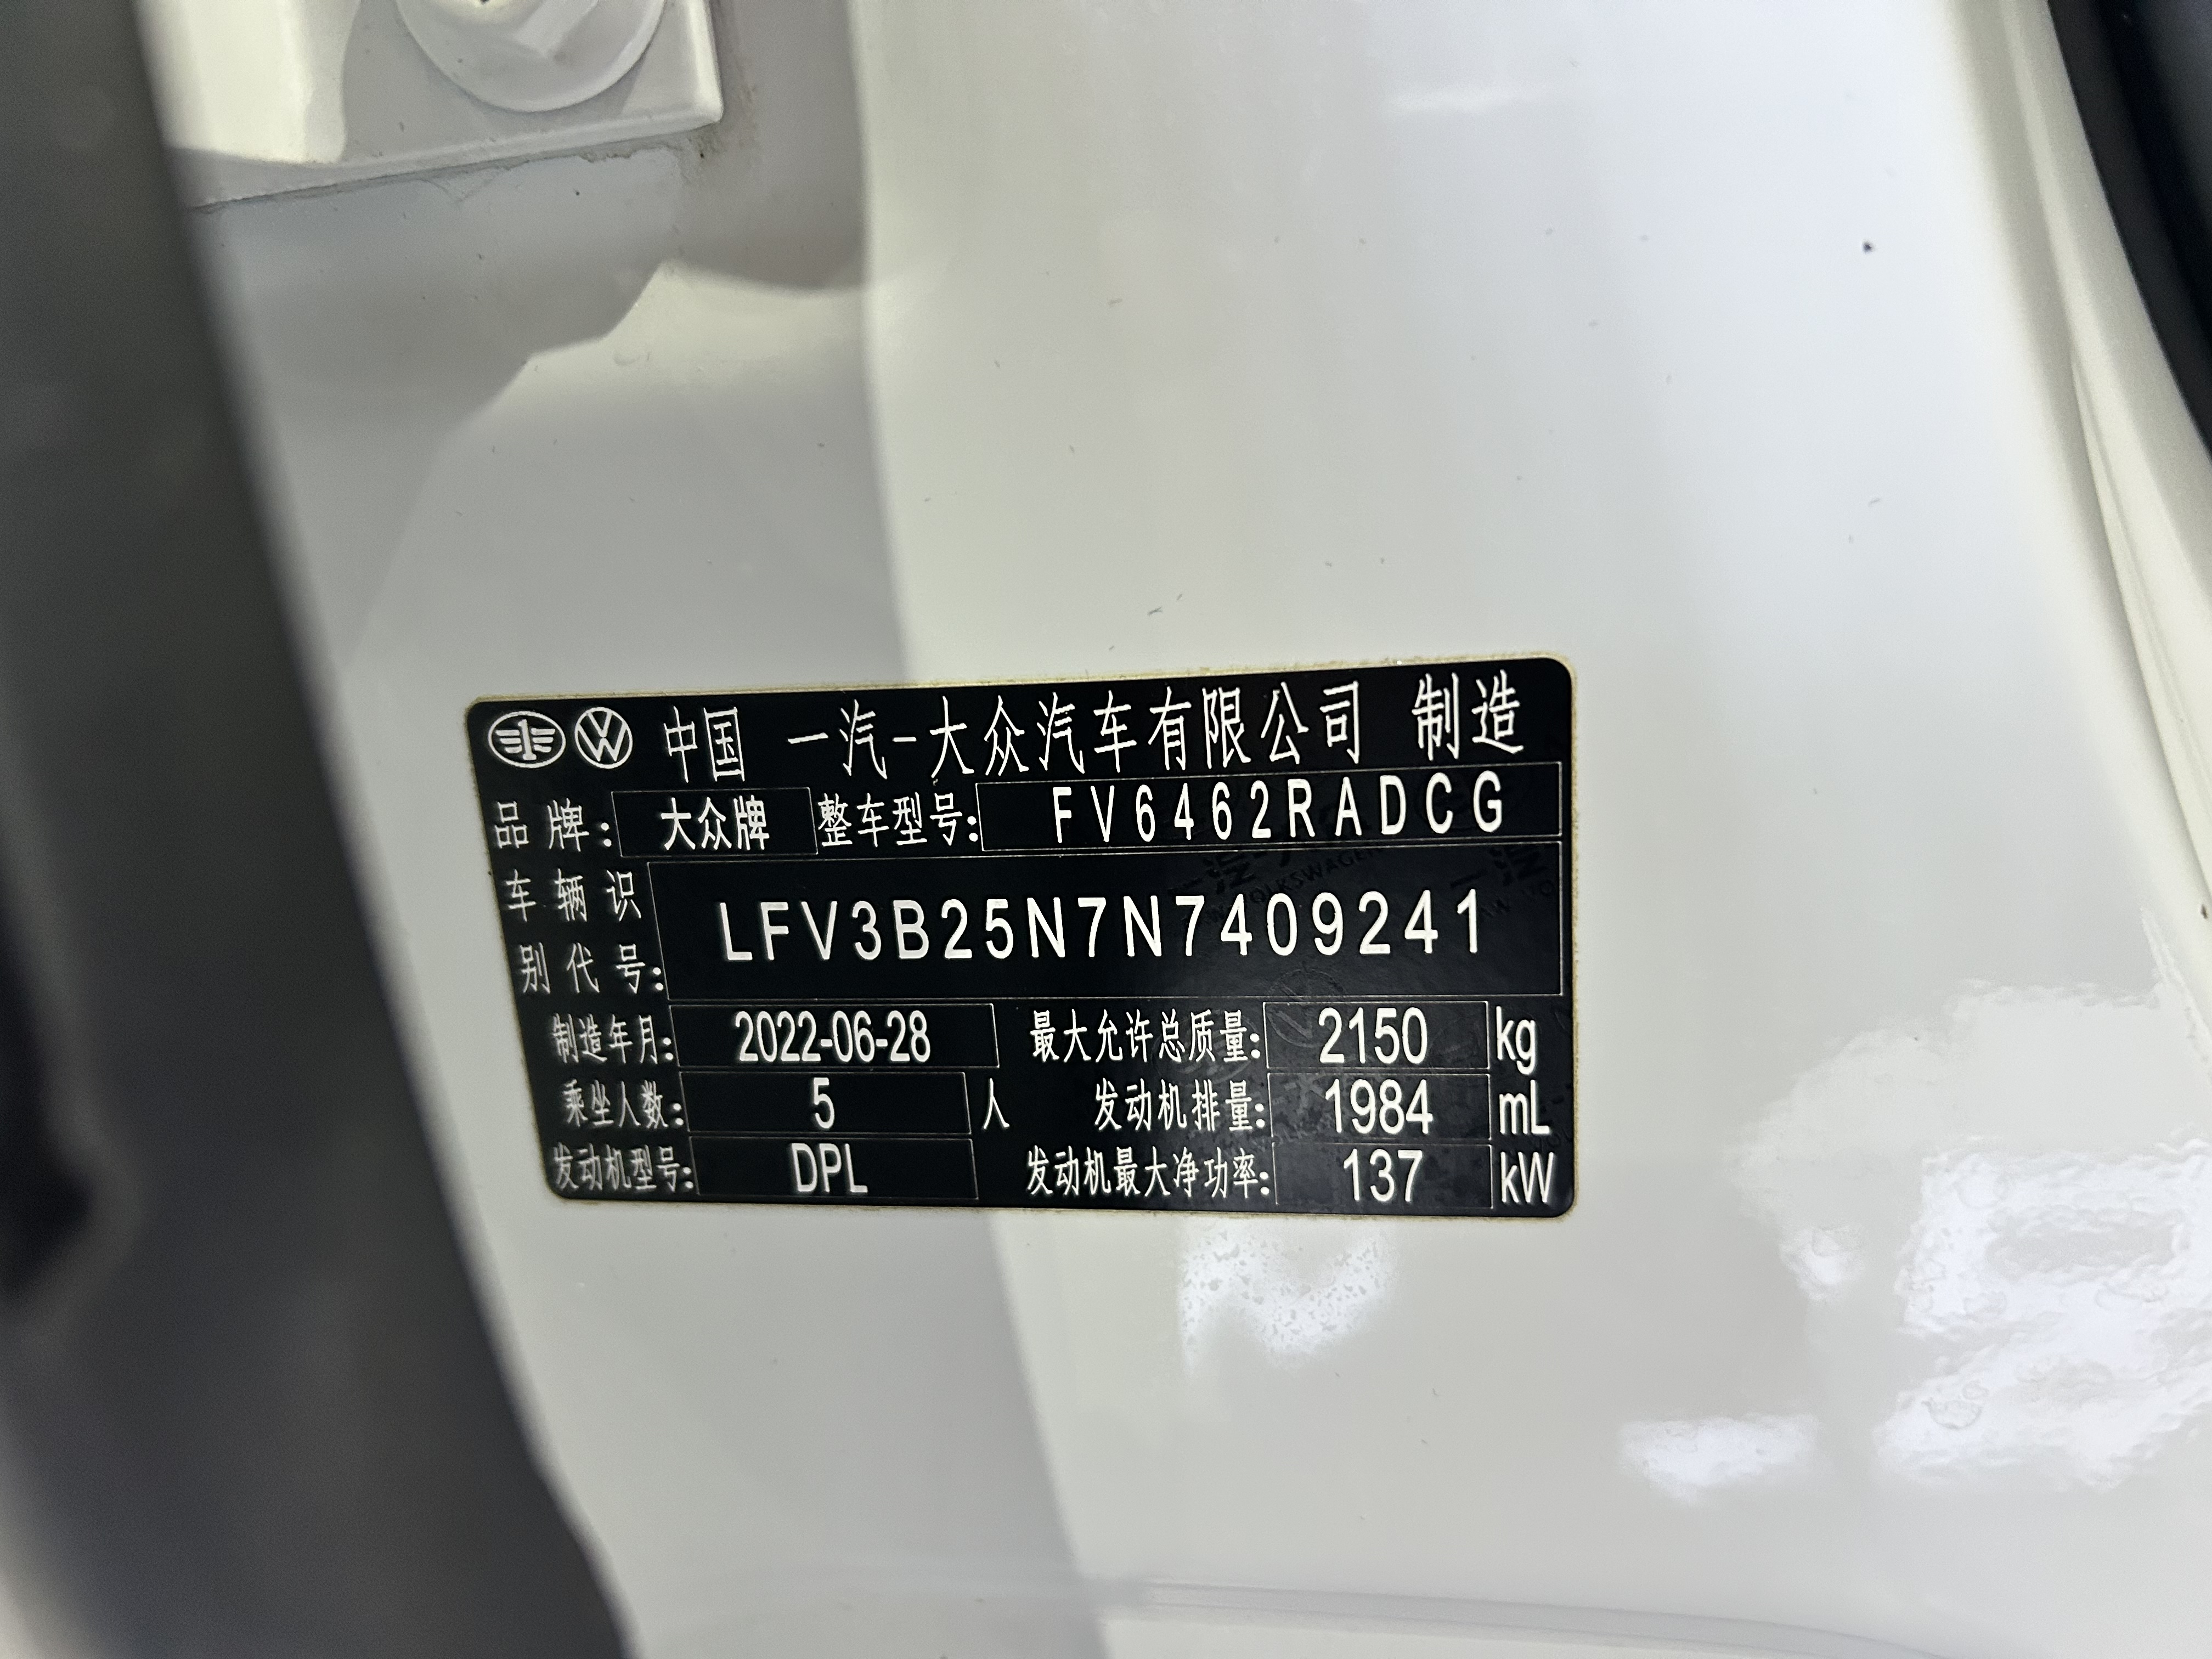 中国 一汽-大众汽车有限公司 制造
品牌: 大众牌 整车型号: FV6462RADCG
车辆识别代号: LFV3B25N7N7409241
制造年月: 2022-06-28 最大允许总质量: 2150 kg
乘坐人数: 5 人 发动机排量: 1984 mL
发动机型号: DPL 发动机最大净功率: 137 kW